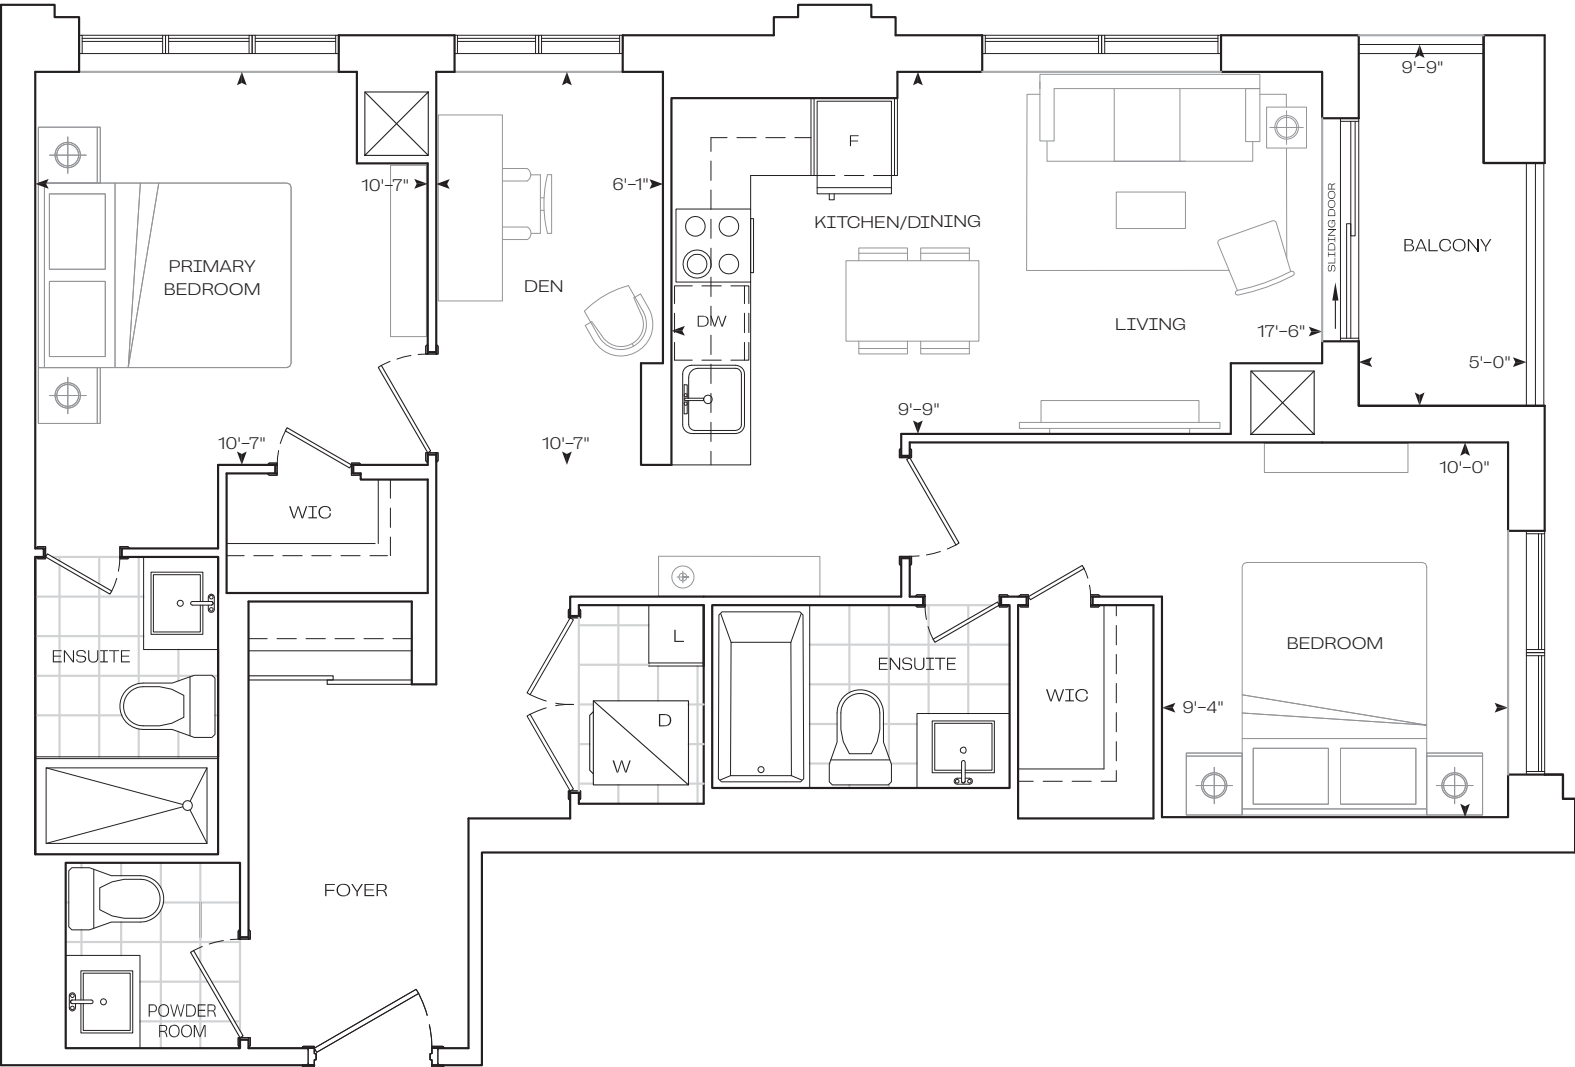 9'-9"
F
10'-7"
6'-1"
SLIDING DOOR
KITCHEN/DINING
BALCONY
PRIMARY
BEDROOM
DEN
DW
LIVING
17'-6"
5'-0"
9'-9"
10'-7"
10'-7"
10'-0"
WIC
L
ENSUITE
ENSUITE
BEDROOM
WIC
9'-4"
D
W
FOYER
POWDER
ROOM